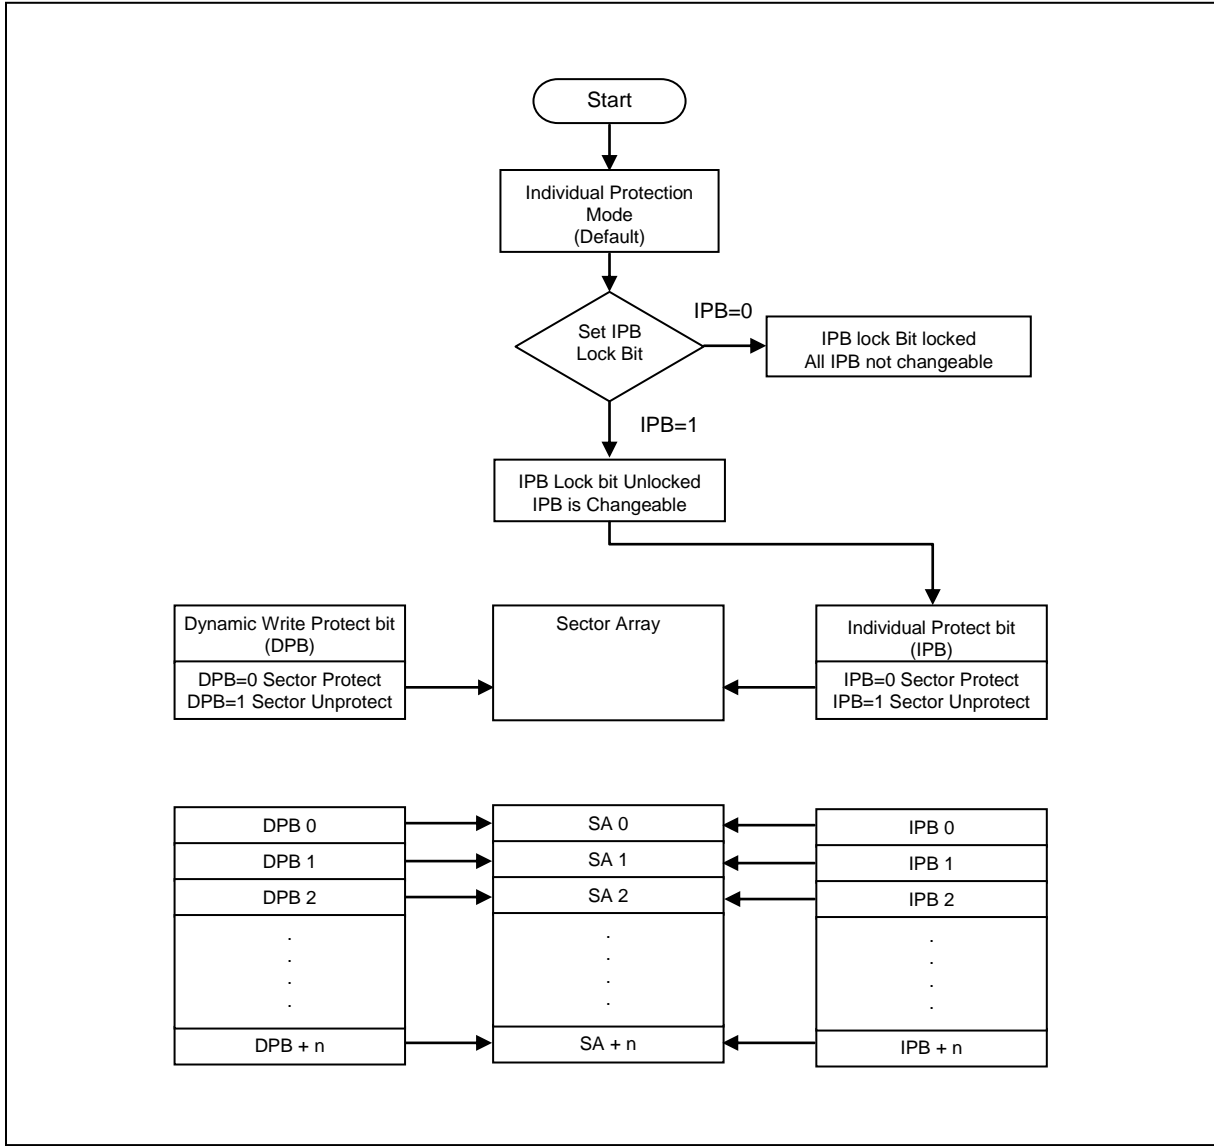 Start
Individual Protection
Mode
(Default)
Set IPB
Lock Bit
IPB=0
IPB lock Bit locked
All IPB not changeable
IPB=1
IPB Lock bit Unlocked
IPB is Changeable
Dynamic Write Protect bit
(DPB)
DPB=0 Sector Protect
DPB=1 Sector Unprotect
Sector Array
Individual Protect bit
(IPB)
IPB=0 Sector Protect
IPB=1 Sector Unprotect
DPB 0
SA 0
IPB 0
DPB 1
SA 1
IPB 1
DPB 2
SA 2
IPB 2
. . .
. . .
. . .
. . .
DPB + n
SA + n
IPB + n